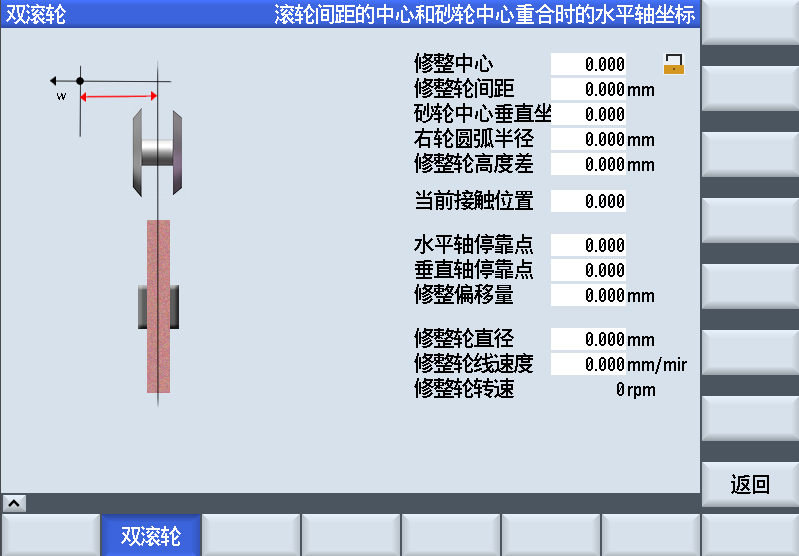 双滚轮 滚轮间距的中心和砂轮中心重合时的水平轴坐标
w
修整中心 0.000
修整轮间距 0.000 mm
砂轮中心垂直坐 0.000
右轮圆弧半径 0.000 mm
修整轮高度差 0.000 mm
当前接触位置 0.000
水平轴停靠点 0.000
垂直轴停靠点 0.000
修整偏移量 0.000 mm
修整轮直径 0.000 mm
修整轮线速度 0.000 mm/mir
修整轮转速 0 rpm
返回
双滚轮